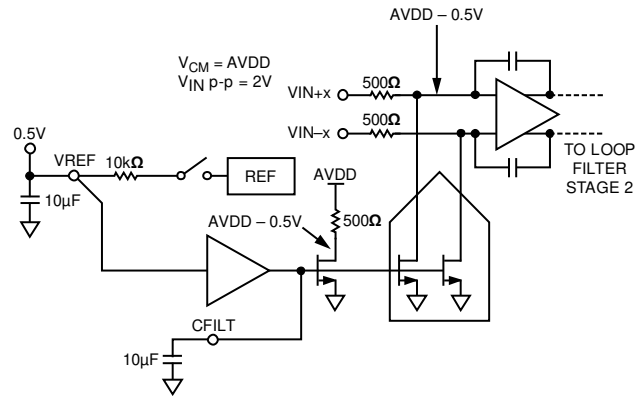 AVDD – 0.5V
VCM = AVDD
VIN p-p = 2V
500Ω
VIN+x
500Ω
VIN–x
0.5V
VREF
10kΩ
REF
AVDD
TO LOOP
FILTER
STAGE 2
10µF
AVDD – 0.5V
500Ω
CFILT
10µF